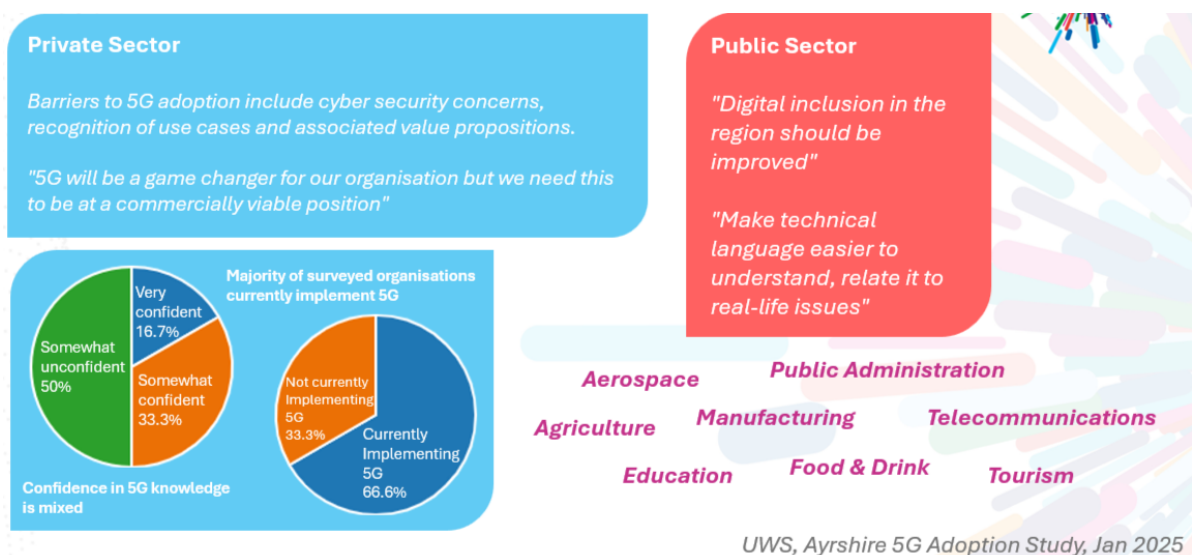 Private Sector
Barriers to 5G adoption include cyber security concerns,
recognition of use cases and associated value propositions.
"5G will be a game changer for our organisation but we need this
to be at a commercially viable position"
Public Sector
"Digital inclusion in the
region should be
improved"
"Make technical
language easier to
understand, relate it to
real-life issues"
Very
confident
16.7%
Somewhat
unconfident
50%
Somewhat
confident
33.3%
Confidence in 5G knowledge
is mixed
Majority of surveyed organisations
currently implement 5G
Not currently
Implementing
5G
33.3%
Currently
Implementing
5G
66.6%
Aerospace
Public Administration
Agriculture
Manufacturing
Telecommunications
Education
Food & Drink
Tourism
UWS, Ayrshire 5G Adoption Study, Jan 2025